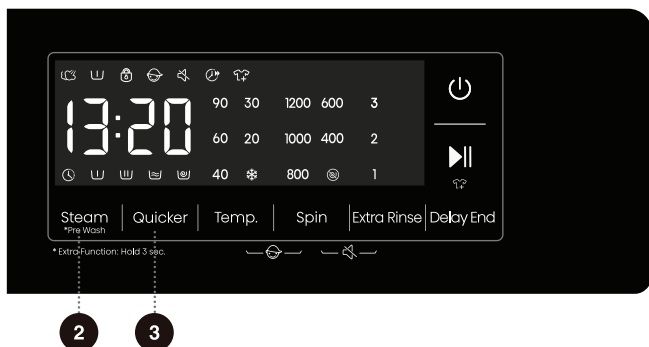 13:20
90 30 1200 600 3
60 20 1000 400 2
40 800 1
Steam Quicker Temp. Spin Extra Rinse Delay End
*Pre Wash
* Extra Function: Hold 3 sec.
2 3